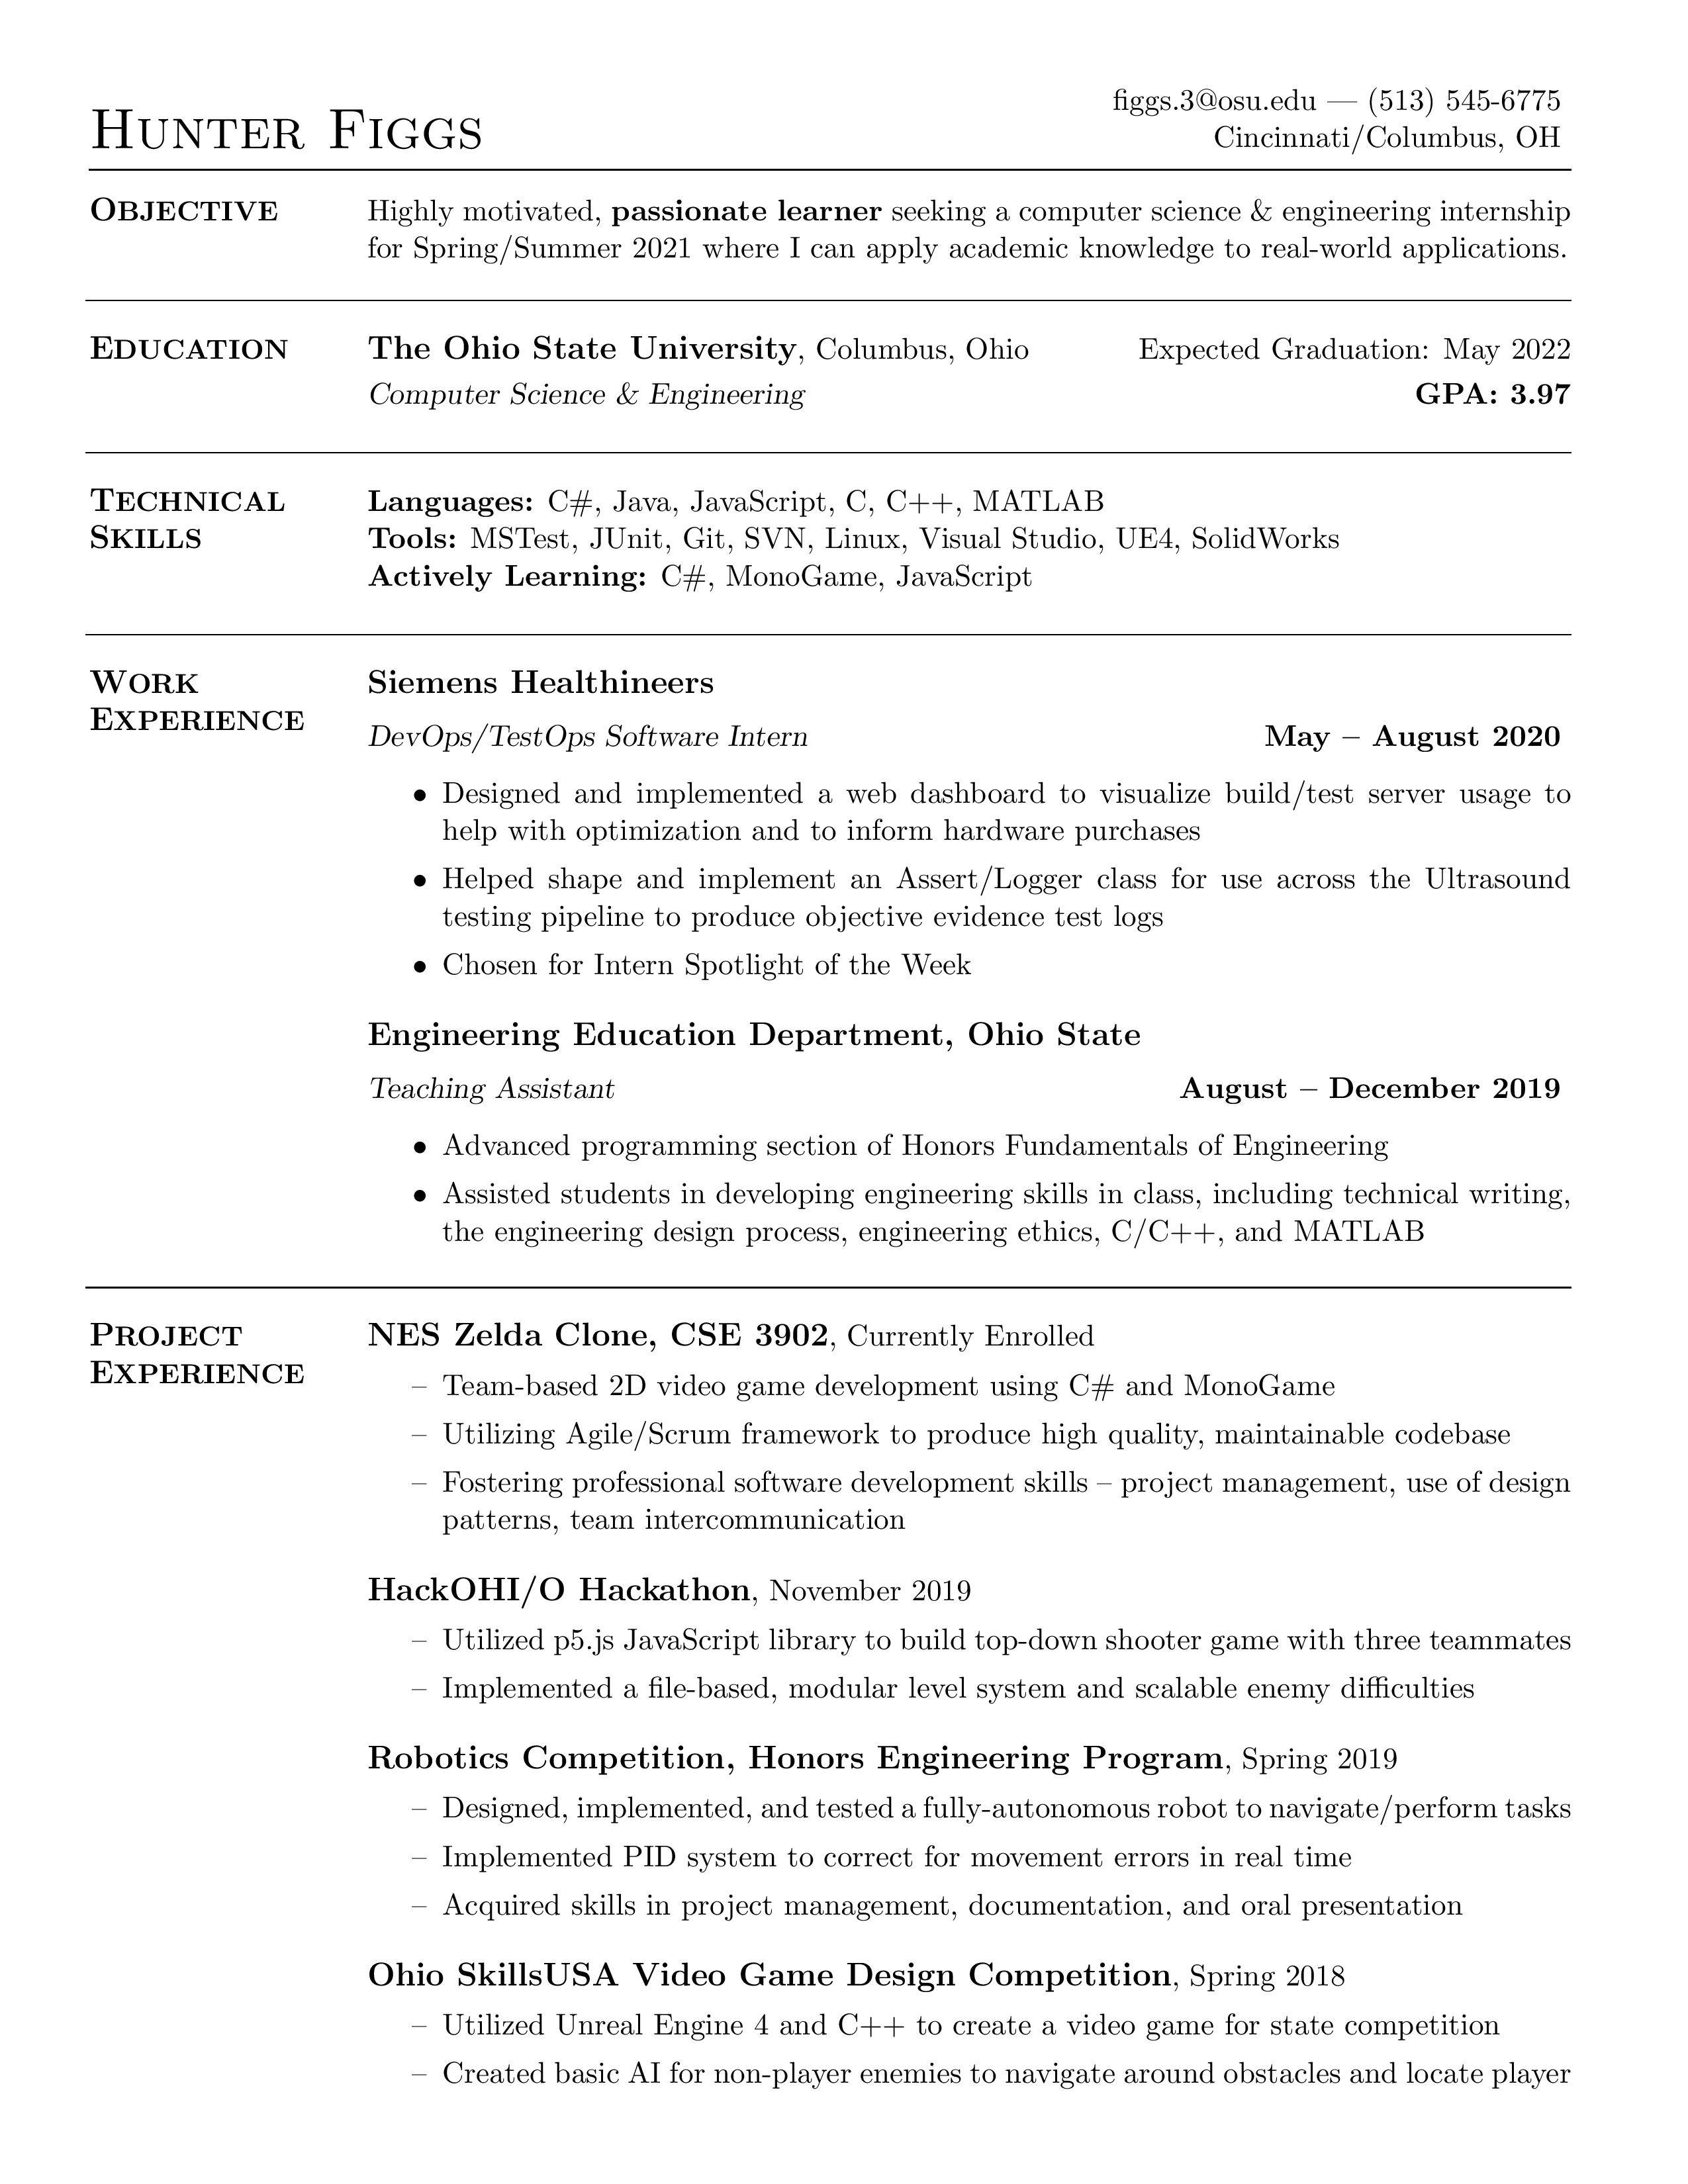 Hunter Figgs
figgs.3@osu.edu — (513) 545-6775
Cincinnati/Columbus, OH
Objective
Highly motivated, passionate learner seeking a computer science & engineering internship
for Spring/Summer 2021 where I can apply academic knowledge to real-world applications.
Education
The Ohio State University, Columbus, Ohio Expected Graduation: May 2022
Computer Science & Engineering GPA: 3.97
Technical
Skills
Languages: C#, Java, JavaScript, C, C++, MATLAB
Tools: MSTest, JUnit, Git, SVN, Linux, Visual Studio, UE4, SolidWorks
Actively Learning: C#, MonoGame, JavaScript
Work
Experience
Siemens Healthineers
DevOps/TestOps Software Intern May – August 2020
• Designed and implemented a web dashboard to visualize build/test server usage to
help with optimization and to inform hardware purchases
• Helped shape and implement an Assert/Logger class for use across the Ultrasound
testing pipeline to produce objective evidence test logs
• Chosen for Intern Spotlight of the Week
Engineering Education Department, Ohio State
Teaching Assistant August – December 2019
• Advanced programming section of Honors Fundamentals of Engineering
• Assisted students in developing engineering skills in class, including technical writing,
the engineering design process, engineering ethics, C/C++, and MATLAB
Project
Experience
NES Zelda Clone, CSE 3902, Currently Enrolled
– Team-based 2D video game development using C# and MonoGame
– Utilizing Agile/Scrum framework to produce high quality, maintainable codebase
– Fostering professional software development skills – project management, use of design
patterns, team intercommunication
HackOHI/O Hackathon, November 2019
– Utilized p5.js JavaScript library to build top-down shooter game with three teammates
– Implemented a file-based, modular level system and scalable enemy difficulties
Robotics Competition, Honors Engineering Program, Spring 2019
– Designed, implemented, and tested a fully-autonomous robot to navigate/perform tasks
– Implemented PID system to correct for movement errors in real time
– Acquired skills in project management, documentation, and oral presentation
Ohio SkillsUSA Video Game Design Competition, Spring 2018
– Utilized Unreal Engine 4 and C++ to create a video game for state competition
– Created basic AI for non-player enemies to navigate around obstacles and locate player